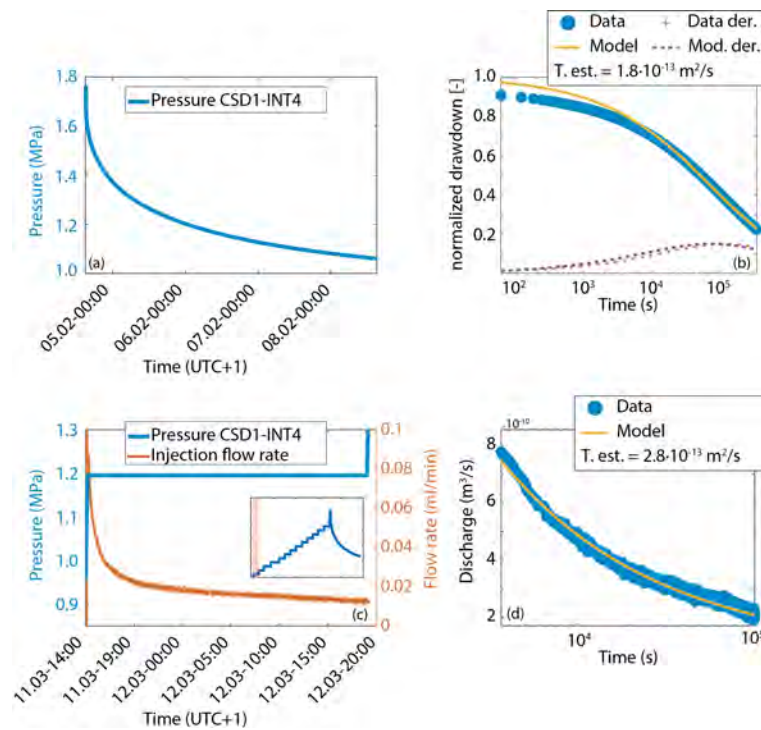 Pressure CSD1-INT4
Pressure (MPa)
1.8
1.6
1.4
1.2
1.0
(a)
05.02-00:00
06.02-00:00
07.02-00:00
08.02-00:00
Time (UTC+1)
Data + Data der.
Model Mod. der.
T. est. = 1.8·10⁻¹³ m²/s
normalized drawdown [-]
1.0
0.8
0.6
0.4
0.2
(b)
10² 10³ 10⁴ 10⁵
Time (s)
Pressure CSD1-INT4
Injection flow rate
Pressure (MPa)
1.3
1.2
1.1
1.0
0.9
0.1
0.08
0.06
0.04
0.02
0
Flow rate (ml/min)
(c)
11.03-14:00
11.03-19:00
12.03-00:00
12.03-05:00
12.03-10:00
12.03-15:00
12.03-20:00
Time (UTC+1)
Data
Model
T. est. = 2.8·10⁻¹³ m²/s
10⁻¹⁰
Discharge (m³/s)
8
6
4
2
(d)
10⁴
Time (s)